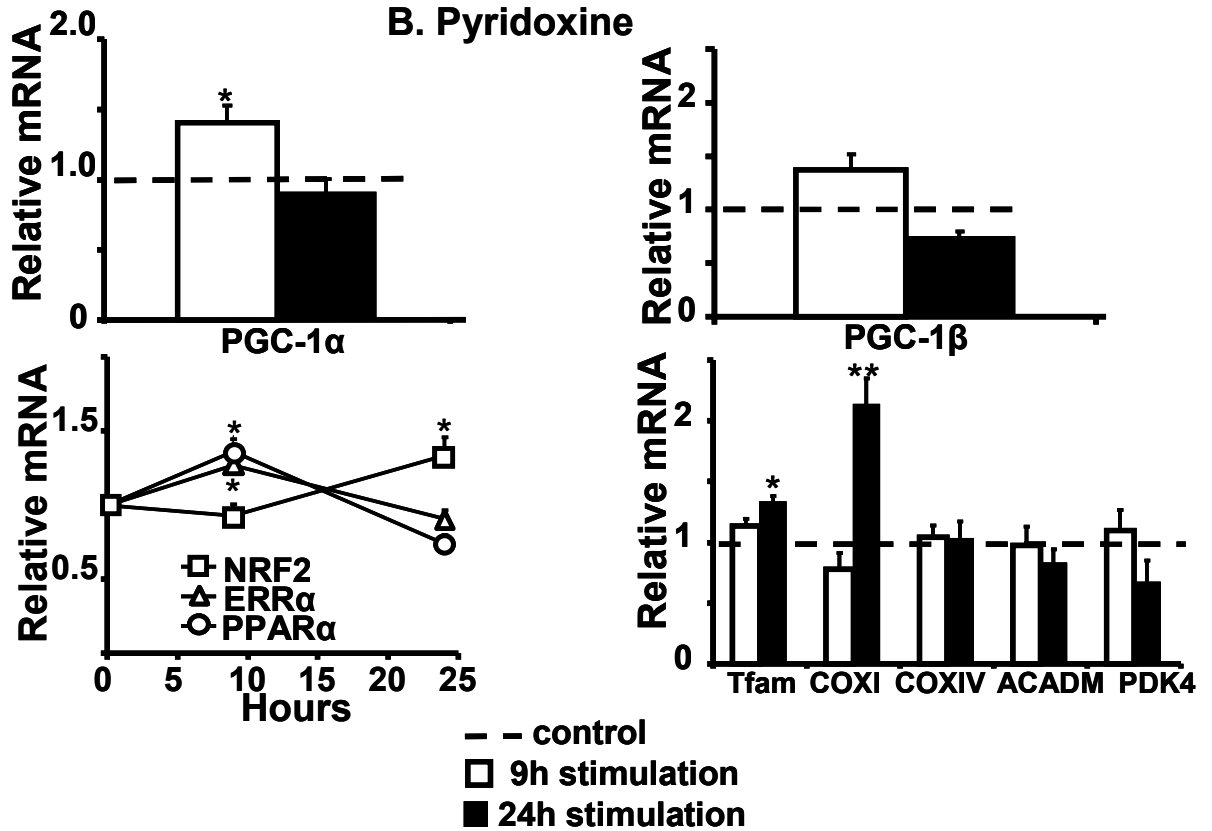 B. Pyridoxine
Relative mRNA
2.0
1.0
0
*
PGC-1α
Relative mRNA
2
1
0
PGC-1β
Relative mRNA
1.5
0.5
*
*
*
NRF2
ERRα
PPARα
0 5 10 15 20 25
Hours
Relative mRNA
2
1
0
*
**
Tfam COXI COXIV ACADM PDK4
control
9h stimulation
24h stimulation